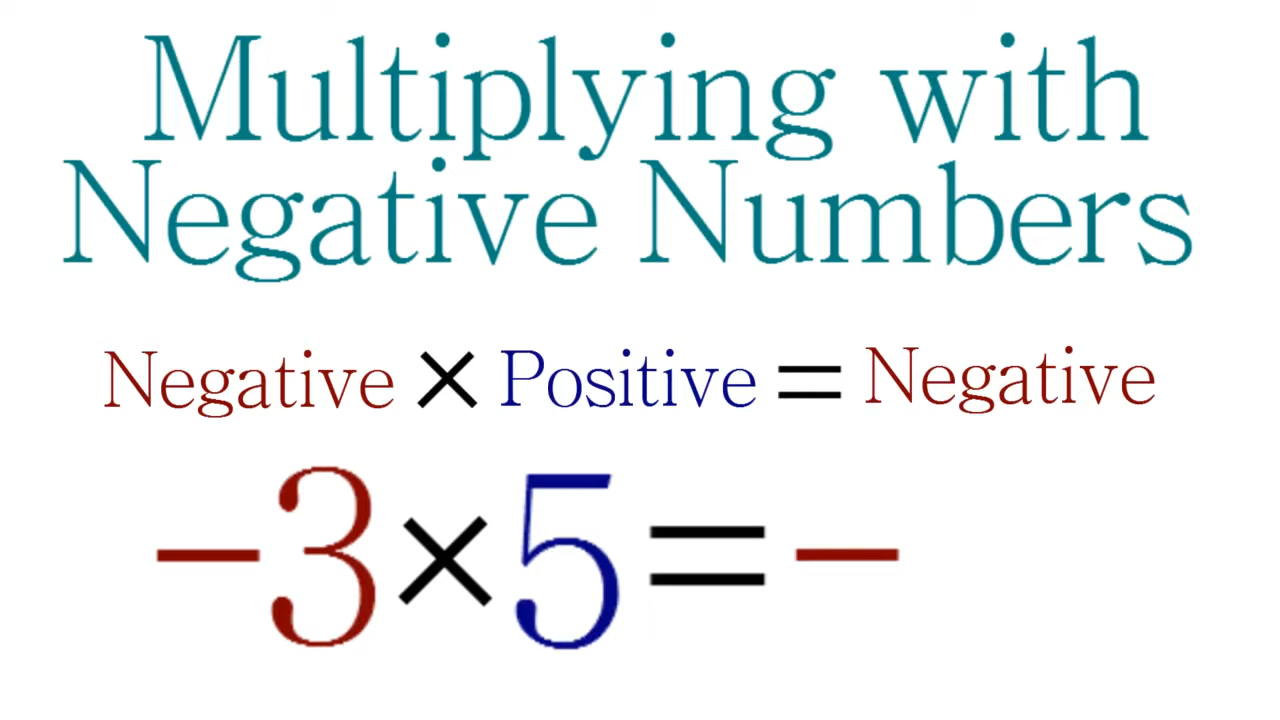 Multiplying with
Negative Numbers
Negative × Positive = Negative
−3×5=−